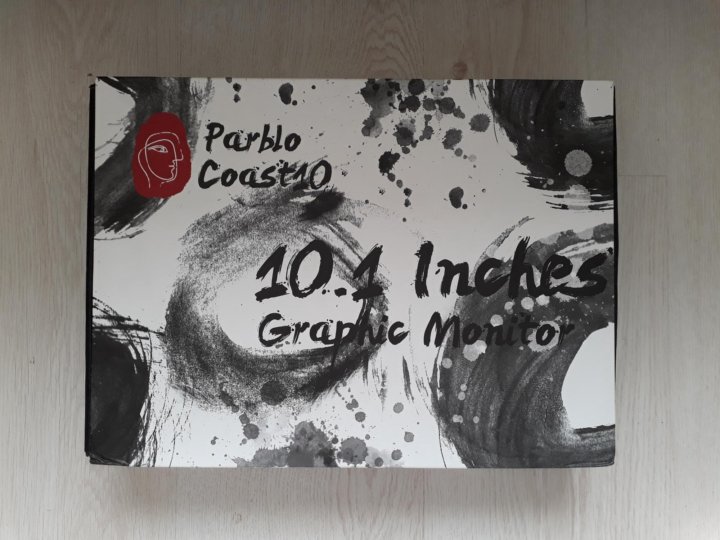 Parblo
Coast10
10.1 Inches
Graphic Monitor